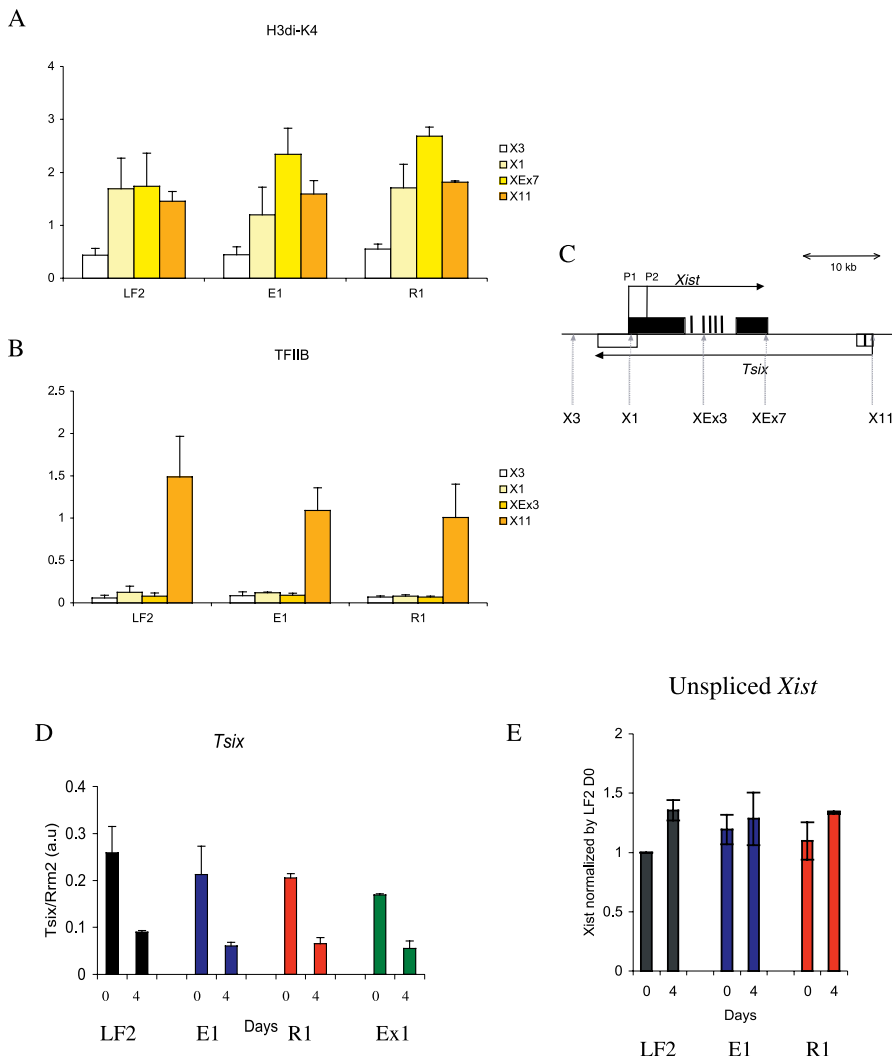 A
H3di-K4
4
3
2
1
0
LF2 E1 R1
X3
X1
XEx7
X11
B
TFIIB
2.5
2
1.5
1
0.5
0
LF2 E1 R1
X3
X1
XEx3
X11
C
P1 P2 Xist
10 kb
Tsix
X3 X1 XEx3 XEx7 X11
D
Tsix
Tsix/Rrm2 (a.u)
0.4
0.3
0.2
0.1
0
0 4 0 4 0 4 0 4
Days
LF2 E1 R1 Ex1
Unspliced Xist
E
Xist normalized by LF2 D0
2
1.5
1
0.5
0
0 4 0 4 0 4
Days
LF2 E1 R1